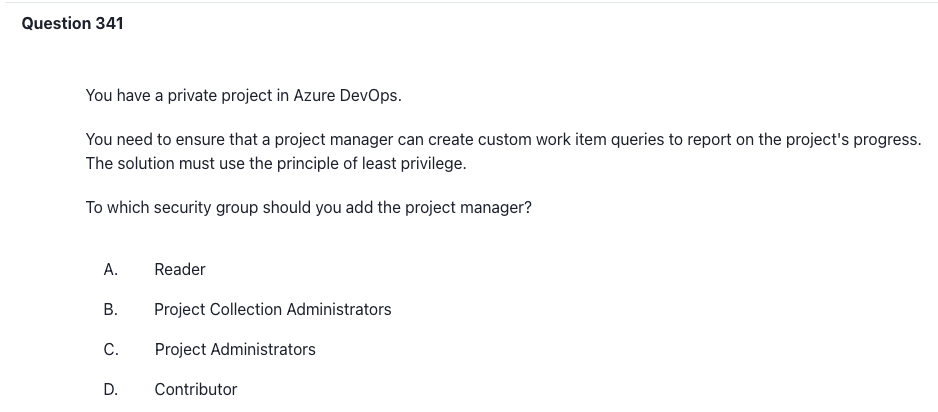 Question 341
You have a private project in Azure DevOps.
You need to ensure that a project manager can create custom work item queries to report on the project's progress.
The solution must use the principle of least privilege.
To which security group should you add the project manager?
A. Reader
B. Project Collection Administrators
C. Project Administrators
D. Contributor